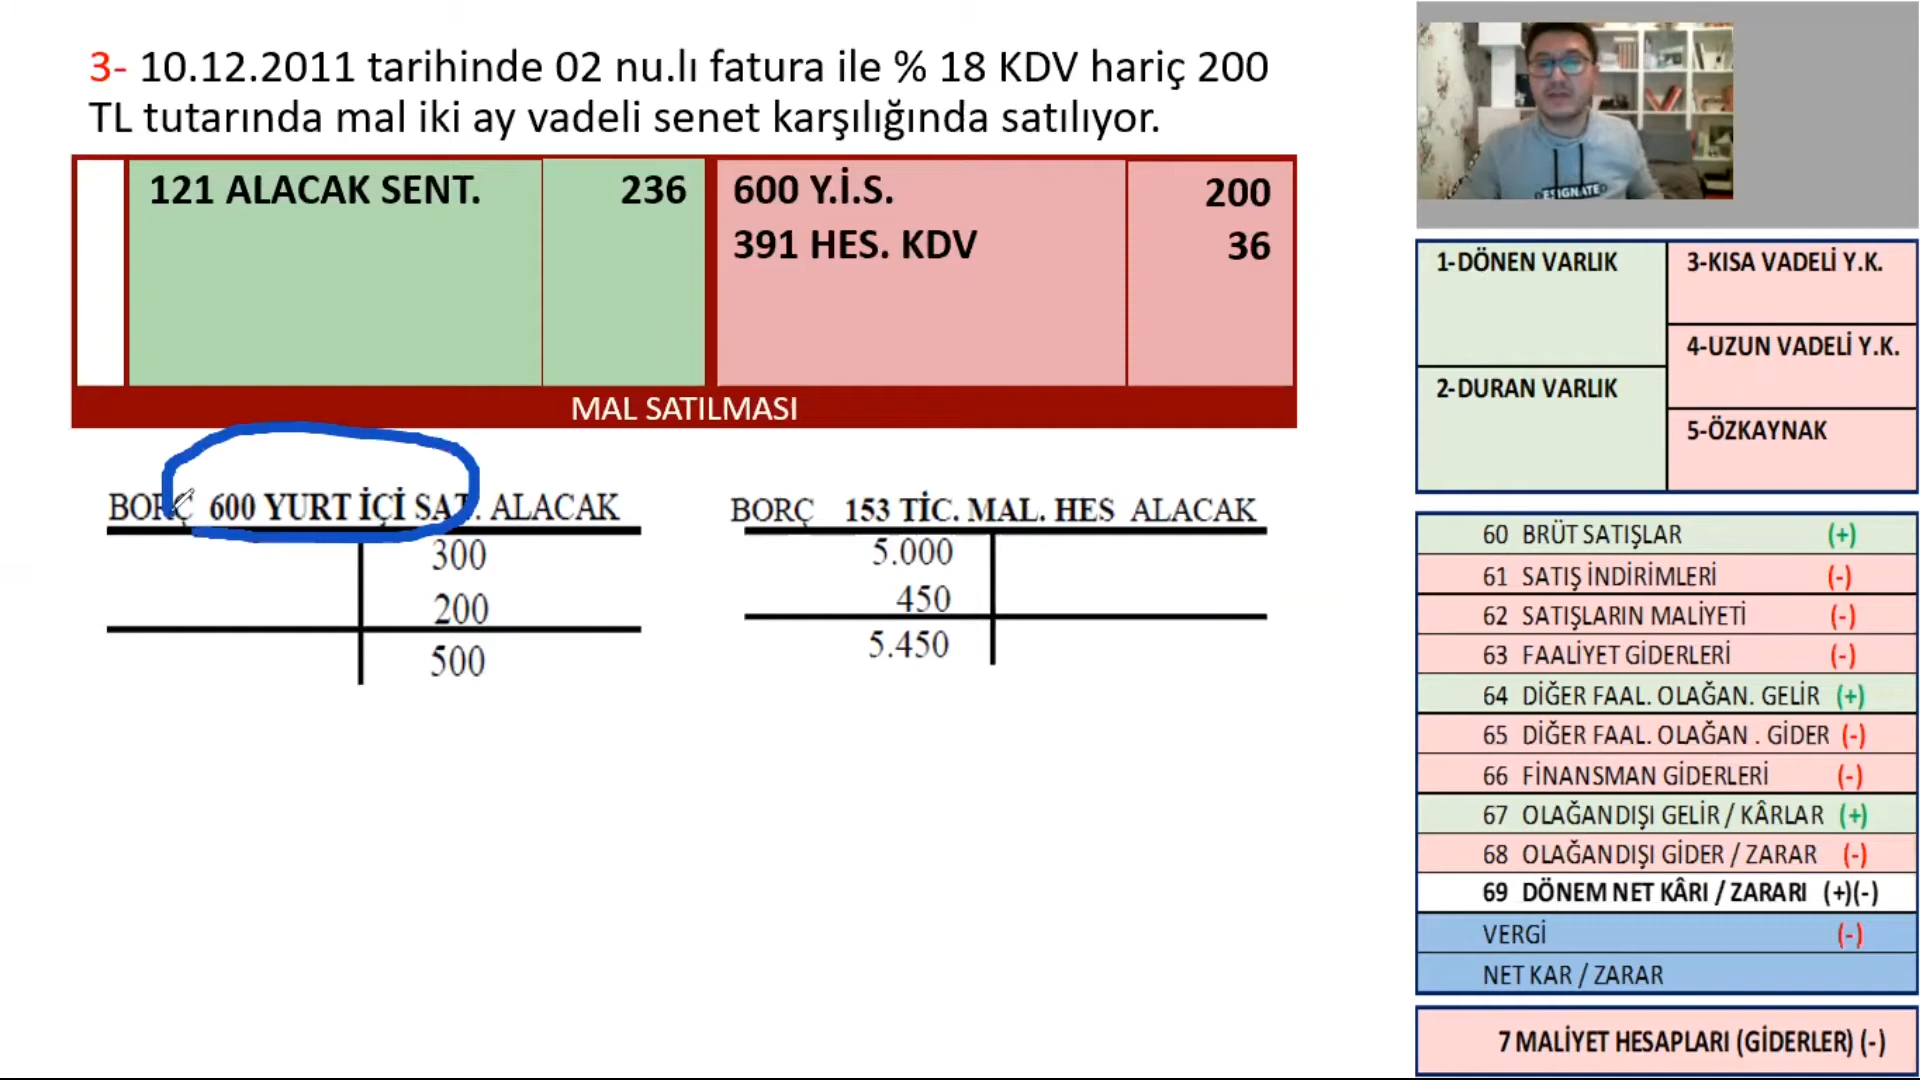 3- 10.12.2011 tarihinde 02 nu.lı fatura ile % 18 KDV hariç 200
TL tutarında mal iki ay vadeli senet karşılığında satılıyor.
121 ALACAK SENT. 236 600 Y.İ.S. 200
391 HES. KDV 36
MAL SATILMASI
BORÇ 600 YURT İÇİ SAT. ALACAK
300
200
500
BORÇ 153 TİC. MAL. HES ALACAK
5.000
450
5.450
ESIGNATE
1-DÖNEN VARLIK
2-DURAN VARLIK
3-KISA VADELİ Y.K.
4-UZUN VADELİ Y.K.
5-ÖZKAYNAK
60 BRÜT SATIŞLAR (+)
61 SATIŞ İNDİRİMLERİ (-)
62 SATIŞLARIN MALİYETİ (-)
63 FAALİYET GİDERLERİ (-)
64 DİĞER FAAL. OLAĞAN. GELİR (+)
65 DİĞER FAAL. OLAĞAN . GİDER (-)
66 FİNANSMAN GİDERLERİ (-)
67 OLAĞANDIŞI GELİR / KÂRLAR (+)
68 OLAĞANDIŞI GİDER / ZARAR (-)
69 DÖNEM NET KÂRI / ZARARI (+)(-)
VERGİ (-)
NET KAR / ZARAR
7 MALİYET HESAPLARI (GİDERLER) (-)